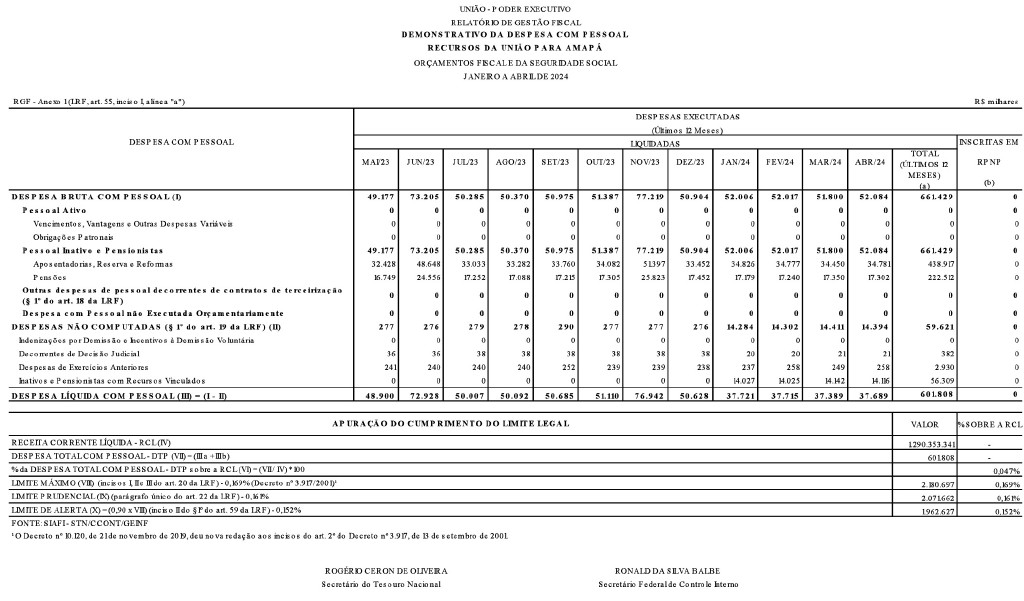 UNIÃO - PODER EXECUTIVO
RELATÓRIO DE GESTÃO FISCAL
DEMONSTRATIVO DA DESPESA COM PESSOAL
RECURSOS DA UNIÃO PARA AMAPÁ
ORÇAMENTOS FISCAL E DA SEGURIDADE SOCIAL
JANEIRO A ABRIL DE 2024
RGF - Anexo 1 (LRF, art. 55, inciso I, alínea "a") R$ milhares
DESPESA COM PESSOAL
DESPESAS EXECUTADAS
(Últimos 12 Meses)
LIQUIDADAS
INSCRITAS EM RPNP (b)
MAI/23 JUN/23 JUL/23 AGO/23 SET/23 OUT/23 NOV/23 DEZ/23 JAN/24 FEV/24 MAR/24 ABR/24 TOTAL (ÚLTIMOS 12 MESES) (a)
DESPESA BRUTA COM PESSOAL (I) 49.177 73.205 50.285 50.370 50.975 51.387 77.219 50.904 52.006 52.017 51.800 52.084 661.429 0
Pessoal Ativo 0 0 0 0 0 0 0 0 0 0 0 0 0 0
Vencimentos, Vantagens e Outras Despesas Variáveis 0 0 0 0 0 0 0 0 0 0 0 0 0 0
Obrigações Patronais 0 0 0 0 0 0 0 0 0 0 0 0 0 0
Pessoal Inativo e Pensionistas 49.177 73.205 50.285 50.370 50.975 51.387 77.219 50.904 52.006 52.017 51.800 52.084 661.429 0
Aposentadorias, Reserva e Reformas 32.428 48.648 33.033 33.282 33.760 34.082 51397 33.452 34.826 34.777 34.450 34.781 438.917 0
Pensões 16.749 24.556 17.252 17.088 17.215 17.305 25.823 17.452 17.179 17.240 17.350 17.302 222.512 0
Outras despesas de pessoal decorrentes de contratos de terceirização
(§ 1º do art. 18 da LRF) 0 0 0 0 0 0 0 0 0 0 0 0 0 0
Despesa com Pessoal não Executada Orçamentariamente 0 0 0 0 0 0 0 0 0 0 0 0 0 0
DESPESAS NÃO COMPUTADAS (§ 1º do art. 19 da LRF) (II) 277 276 279 278 290 277 277 276 14.284 14.302 14.411 14.394 59.621 0
Indenizações por Demissão e Incentivos à Demissão Voluntária 0 0 0 0 0 0 0 0 0 0 0 0 0 0
Decorrentes de Decisão Judicial 36 36 38 38 38 38 38 38 20 20 21 21 382 0
Despesas de Exercícios Anteriores 241 240 240 240 252 239 239 238 237 258 249 258 2.930 0
Inativos e Pensionistas com Recursos Vinculados 0 0 0 0 0 0 0 0 14.027 14.025 14.142 14.116 56.309 0
DESPESA LÍQUIDA COM PESSOAL (III) = (I - II) 48.900 72.928 50.007 50.092 50.685 51.110 76.942 50.628 37.721 37.715 37.389 37.689 601.808 0
APURAÇÃO DO CUMPRIMENTO DO LIMITE LEGAL VALOR % SOBRE A RCL
RECEITA CORRENTE LÍQUIDA - RCL (IV) 1290.353.341 -
DESPESA TOTAL COM PESSOAL - DTP (VII) = (IIIa + IIIb) 601808 -
% da DESPESA TOTAL COM PESSOAL - DTP sobre a RCL (VI) = (VII/ IV) *100 0,047%
LIMITE MÁXIMO (VIII) (incisos I, II e III do art. 20 da LRF) - 0,169% (Decreto nº 3.917/2001)¹ 2.180.697 0,169%
LIMITE PRUDENCIAL (IX) (parágrafo único do art. 22 da LRF) - 0,161% 2.071.662 0,161%
LIMITE DE ALERTA (X) = (0,90 x VIII) (inciso II do §1º do art. 59 da LRF) - 0,152% 1962.627 0,152%
FONTE: SIAFI - STN/CCONT/GEINF
¹ O Decreto nº 10.120, de 21 de novembro de 2019, deu nova redação aos incisos do art. 2º do Decreto nº 3.917, de 13 de setembro de 2001.
ROGÉRIO CERON DE OLIVEIRA RONALD DA SILVA BALBE
Secretário do Tesouro Nacional Secretário Federal de Controle Interno